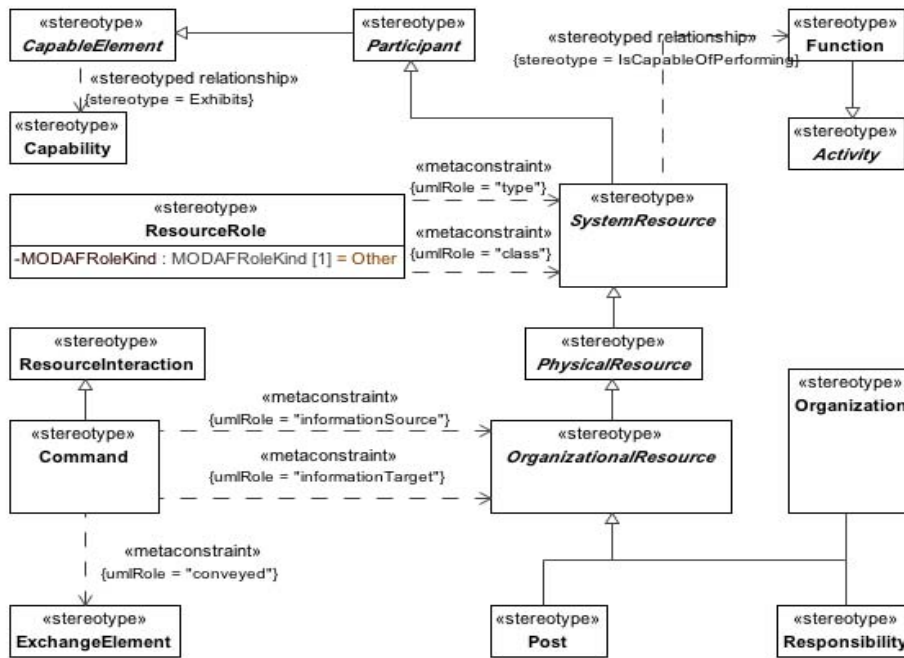 «stereotype»
CapableElement
«stereotype»
Participant
«stereotyped relationship»
{stereotype = IsCapableOfPerforming}
«stereotype»
Function
«stereotyped relationship»
{stereotype = Exhibits}
«stereotype»
Capability
«stereotype»
Activity
«stereotype»
ResourceRole
-MODAFRoleKind : MODAFRoleKind [1] = Other
«metaconstraint»
{umlRole = "type"}
«metaconstraint»
{umlRole = "class"}
«stereotype»
SystemResource
«stereotype»
ResourceInteraction
«stereotype»
PhysicalResource
«stereotype»
Organization
«stereotype»
Command
«metaconstraint»
{umlRole = "informationSource"}
«metaconstraint»
{umlRole = "informationTarget"}
«stereotype»
OrganizationalResource
«metaconstraint»
{umlRole = "conveyed"}
«stereotype»
ExchangeElement
«stereotype»
Post
«stereotype»
Responsibility